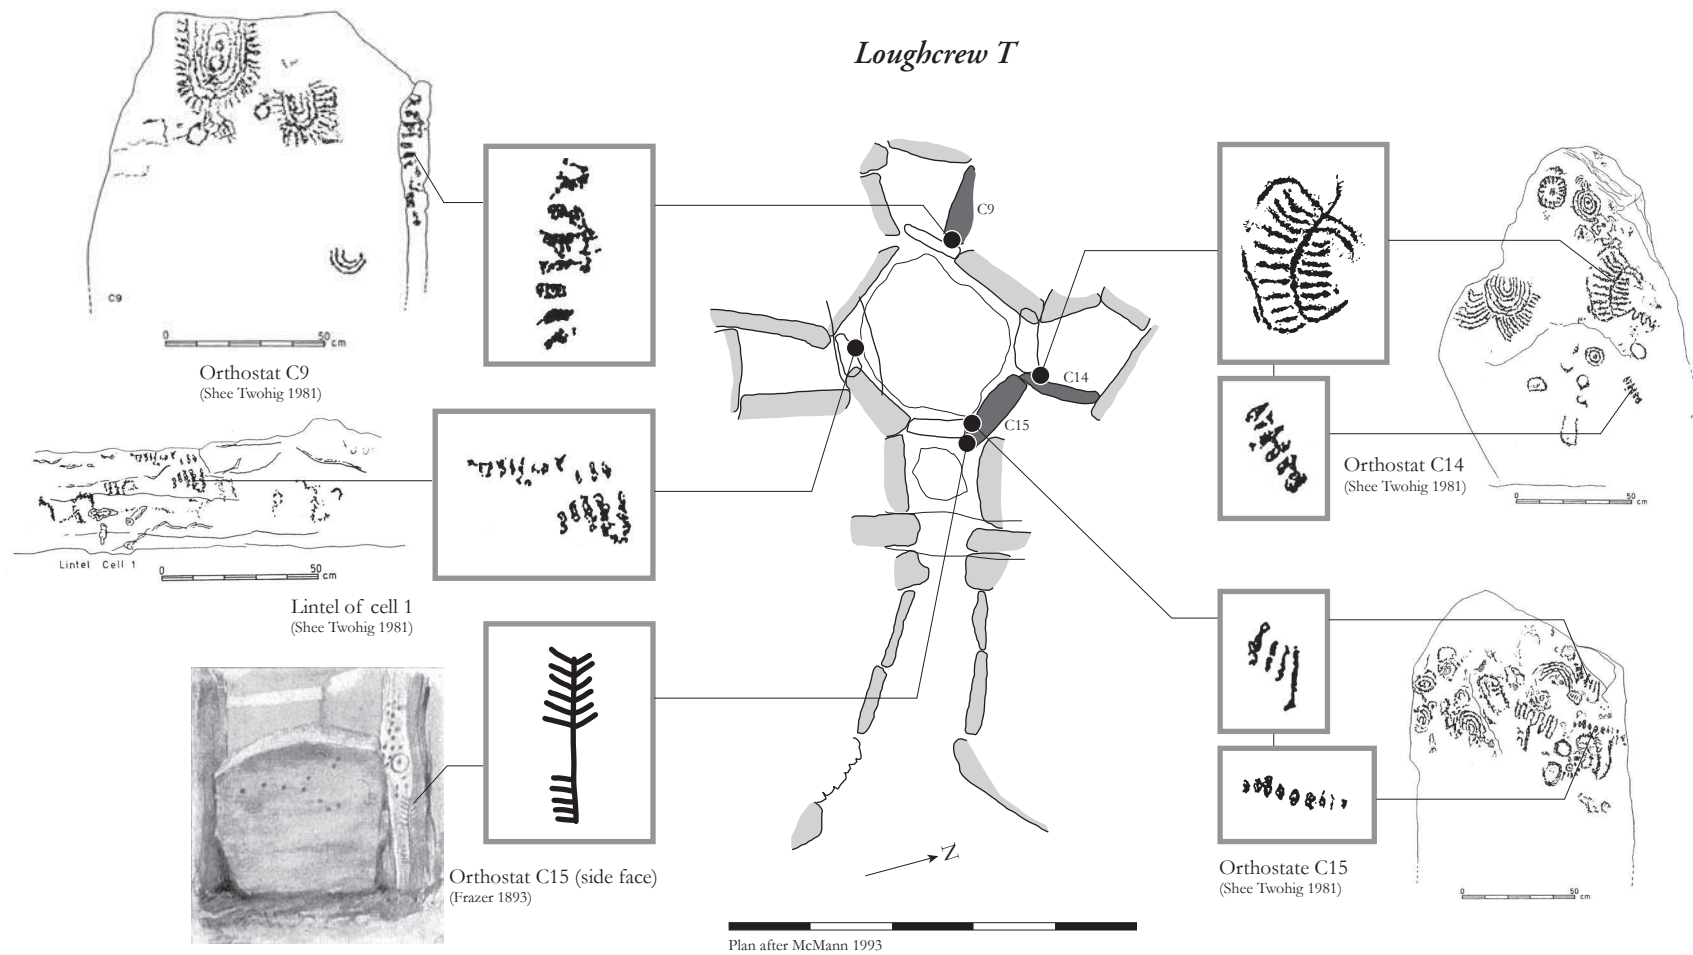 Loughcrew T
C9
0 50 cm
Orthostat C9
(Shee Twohig 1981)
Lintel Cell 1
0 50 cm
Lintel of cell 1
(Shee Twohig 1981)
Orthostat C15 (side face)
(Frazer 1893)
C9
C14
C15
N
Plan after McMann 1993
Orthostat C14
(Shee Twohig 1981)
0 50 cm
Orthostate C15
(Shee Twohig 1981)
0 50 cm